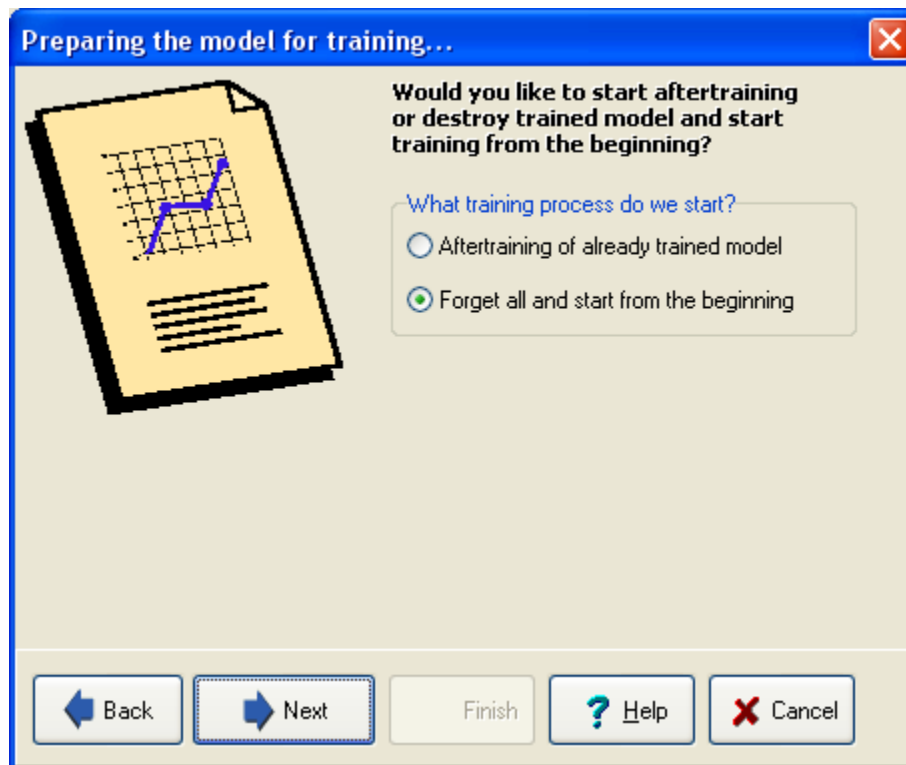 Preparing the model for training...
Would you like to start aftertraining
or destroy trained model and start
training from the beginning?
What training process do we start?
Aftertraining of already trained model
Forget all and start from the beginning
Back
Next
Finish
Help
Cancel